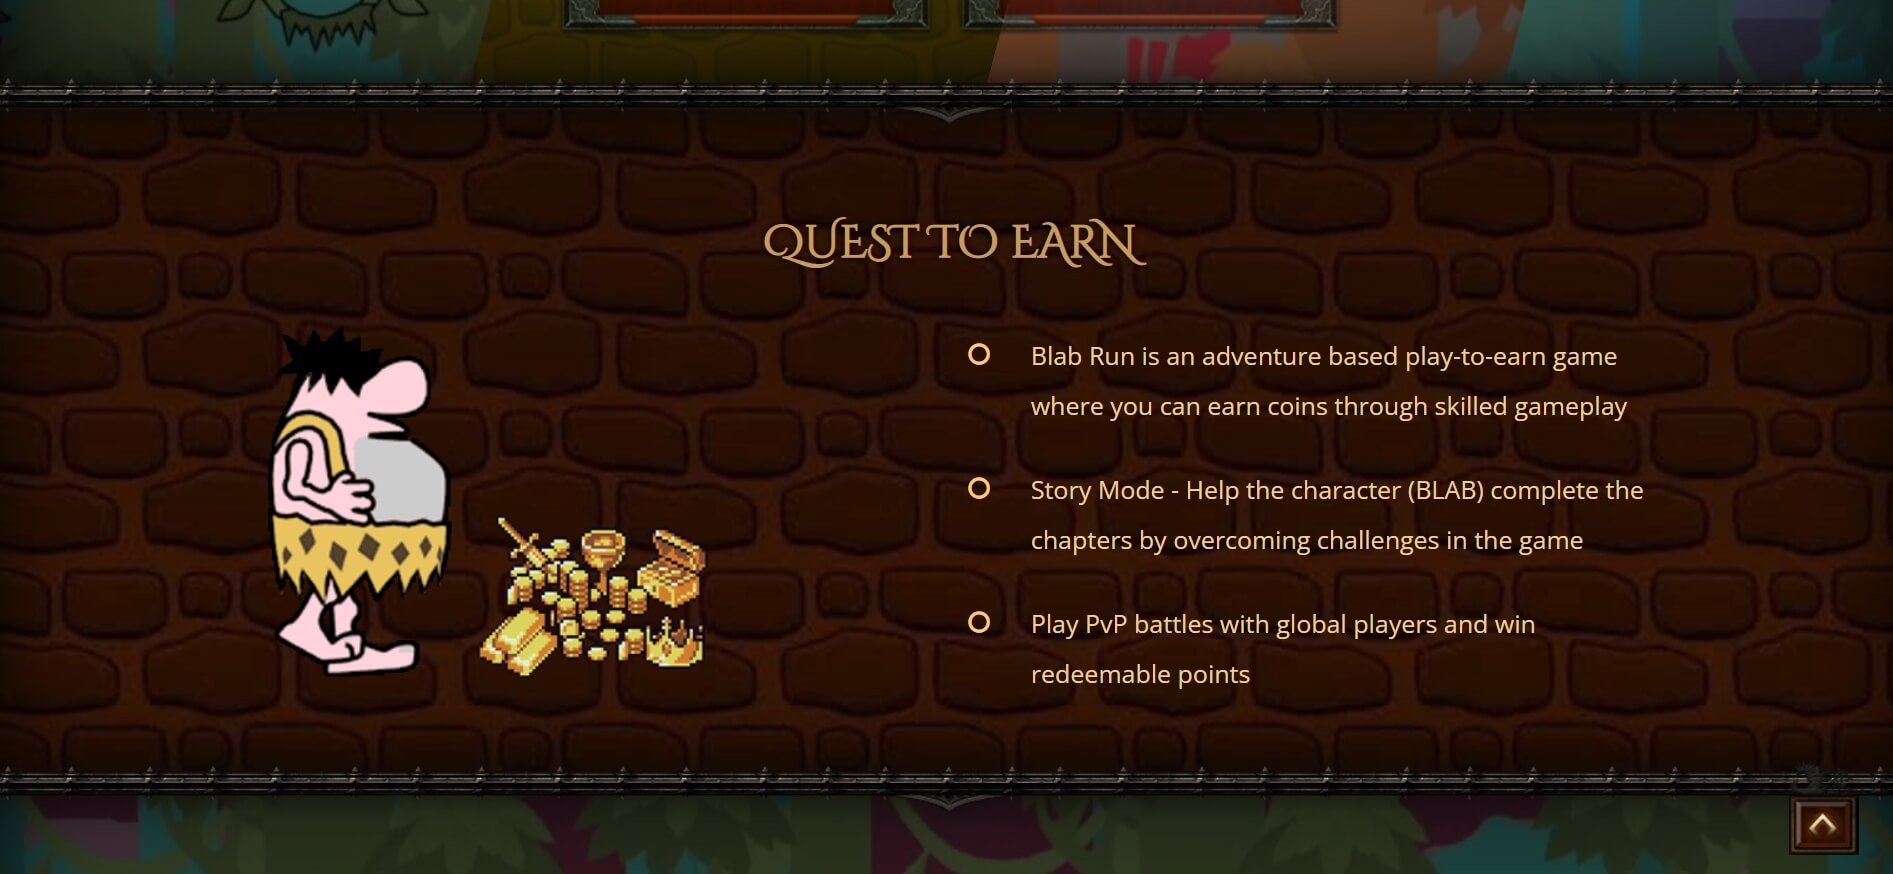 QUEST TO EARN
Blab Run is an adventure based play-to-earn game
where you can earn coins through skilled gameplay
Story Mode - Help the character (BLAB) complete the
chapters by overcoming challenges in the game
Play PvP battles with global players and win
redeemable points